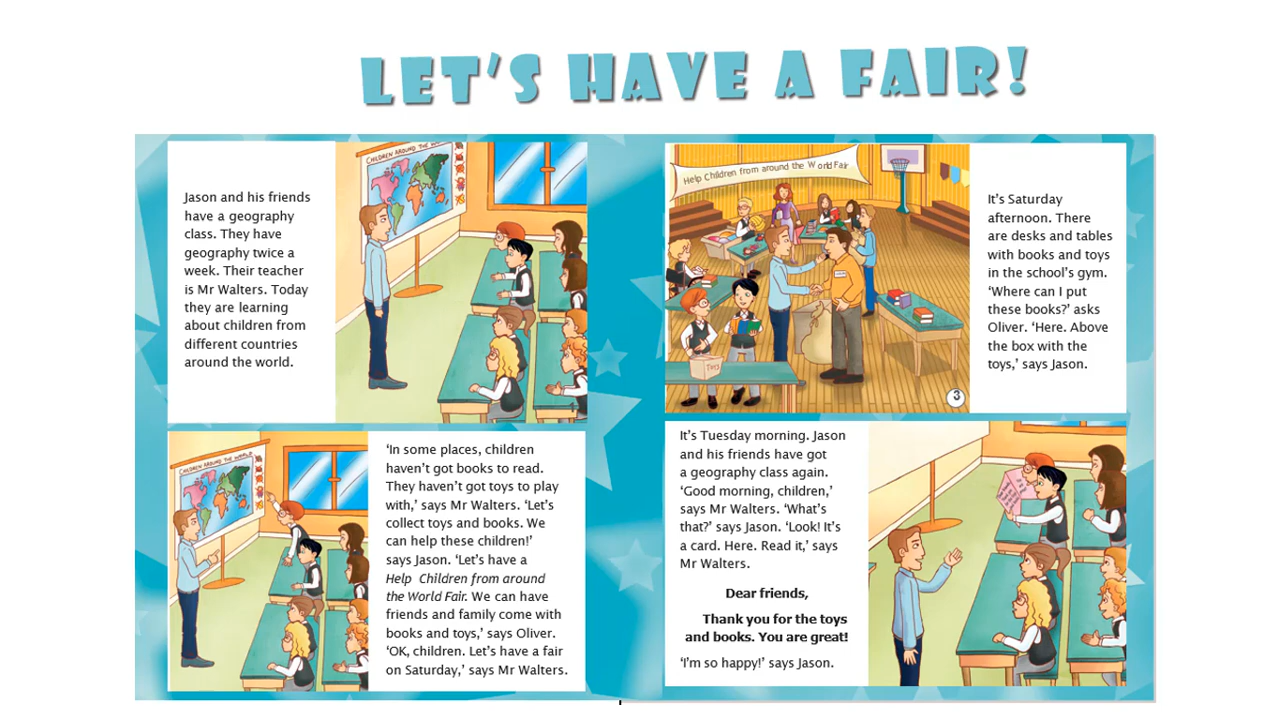 LET'S HAVE A FAIR!
Jason and his friends
have a geography
class. They have
geography twice a
week. Their teacher
is Mr Walters. Today
they are learning
about children from
different countries
around the world.
CHILDREN AROUND THE WO
CHILDREN AROUND THE WORLD
‘In some places, children
haven’t got books to read.
They haven’t got toys to play
with,’ says Mr Walters. ‘Let’s
collect toys and books. We
can help these children!’
says Jason. ‘Let’s have a
Help Children from around
the World Fair. We can have
friends and family come with
books and toys,’ says Oliver.
‘OK, children. Let’s have a fair
on Saturday,’ says Mr Walters.
Help Children from around the World Fair
Toys
3
It’s Saturday
afternoon. There
are desks and tables
with books and toys
in the school’s gym.
‘Where can I put
these books?’ asks
Oliver. ‘Here. Above
the box with the
toys,’ says Jason.
It’s Tuesday morning. Jason
and his friends have got
a geography class again.
‘Good morning, children,’
says Mr Walters. ‘What’s
that?’ says Jason. ‘Look! It’s
a card. Here. Read it,’ says
Mr Walters.
Dear friends,
Thank you for the toys
and books. You are great!
‘I’m so happy!’ says Jason.